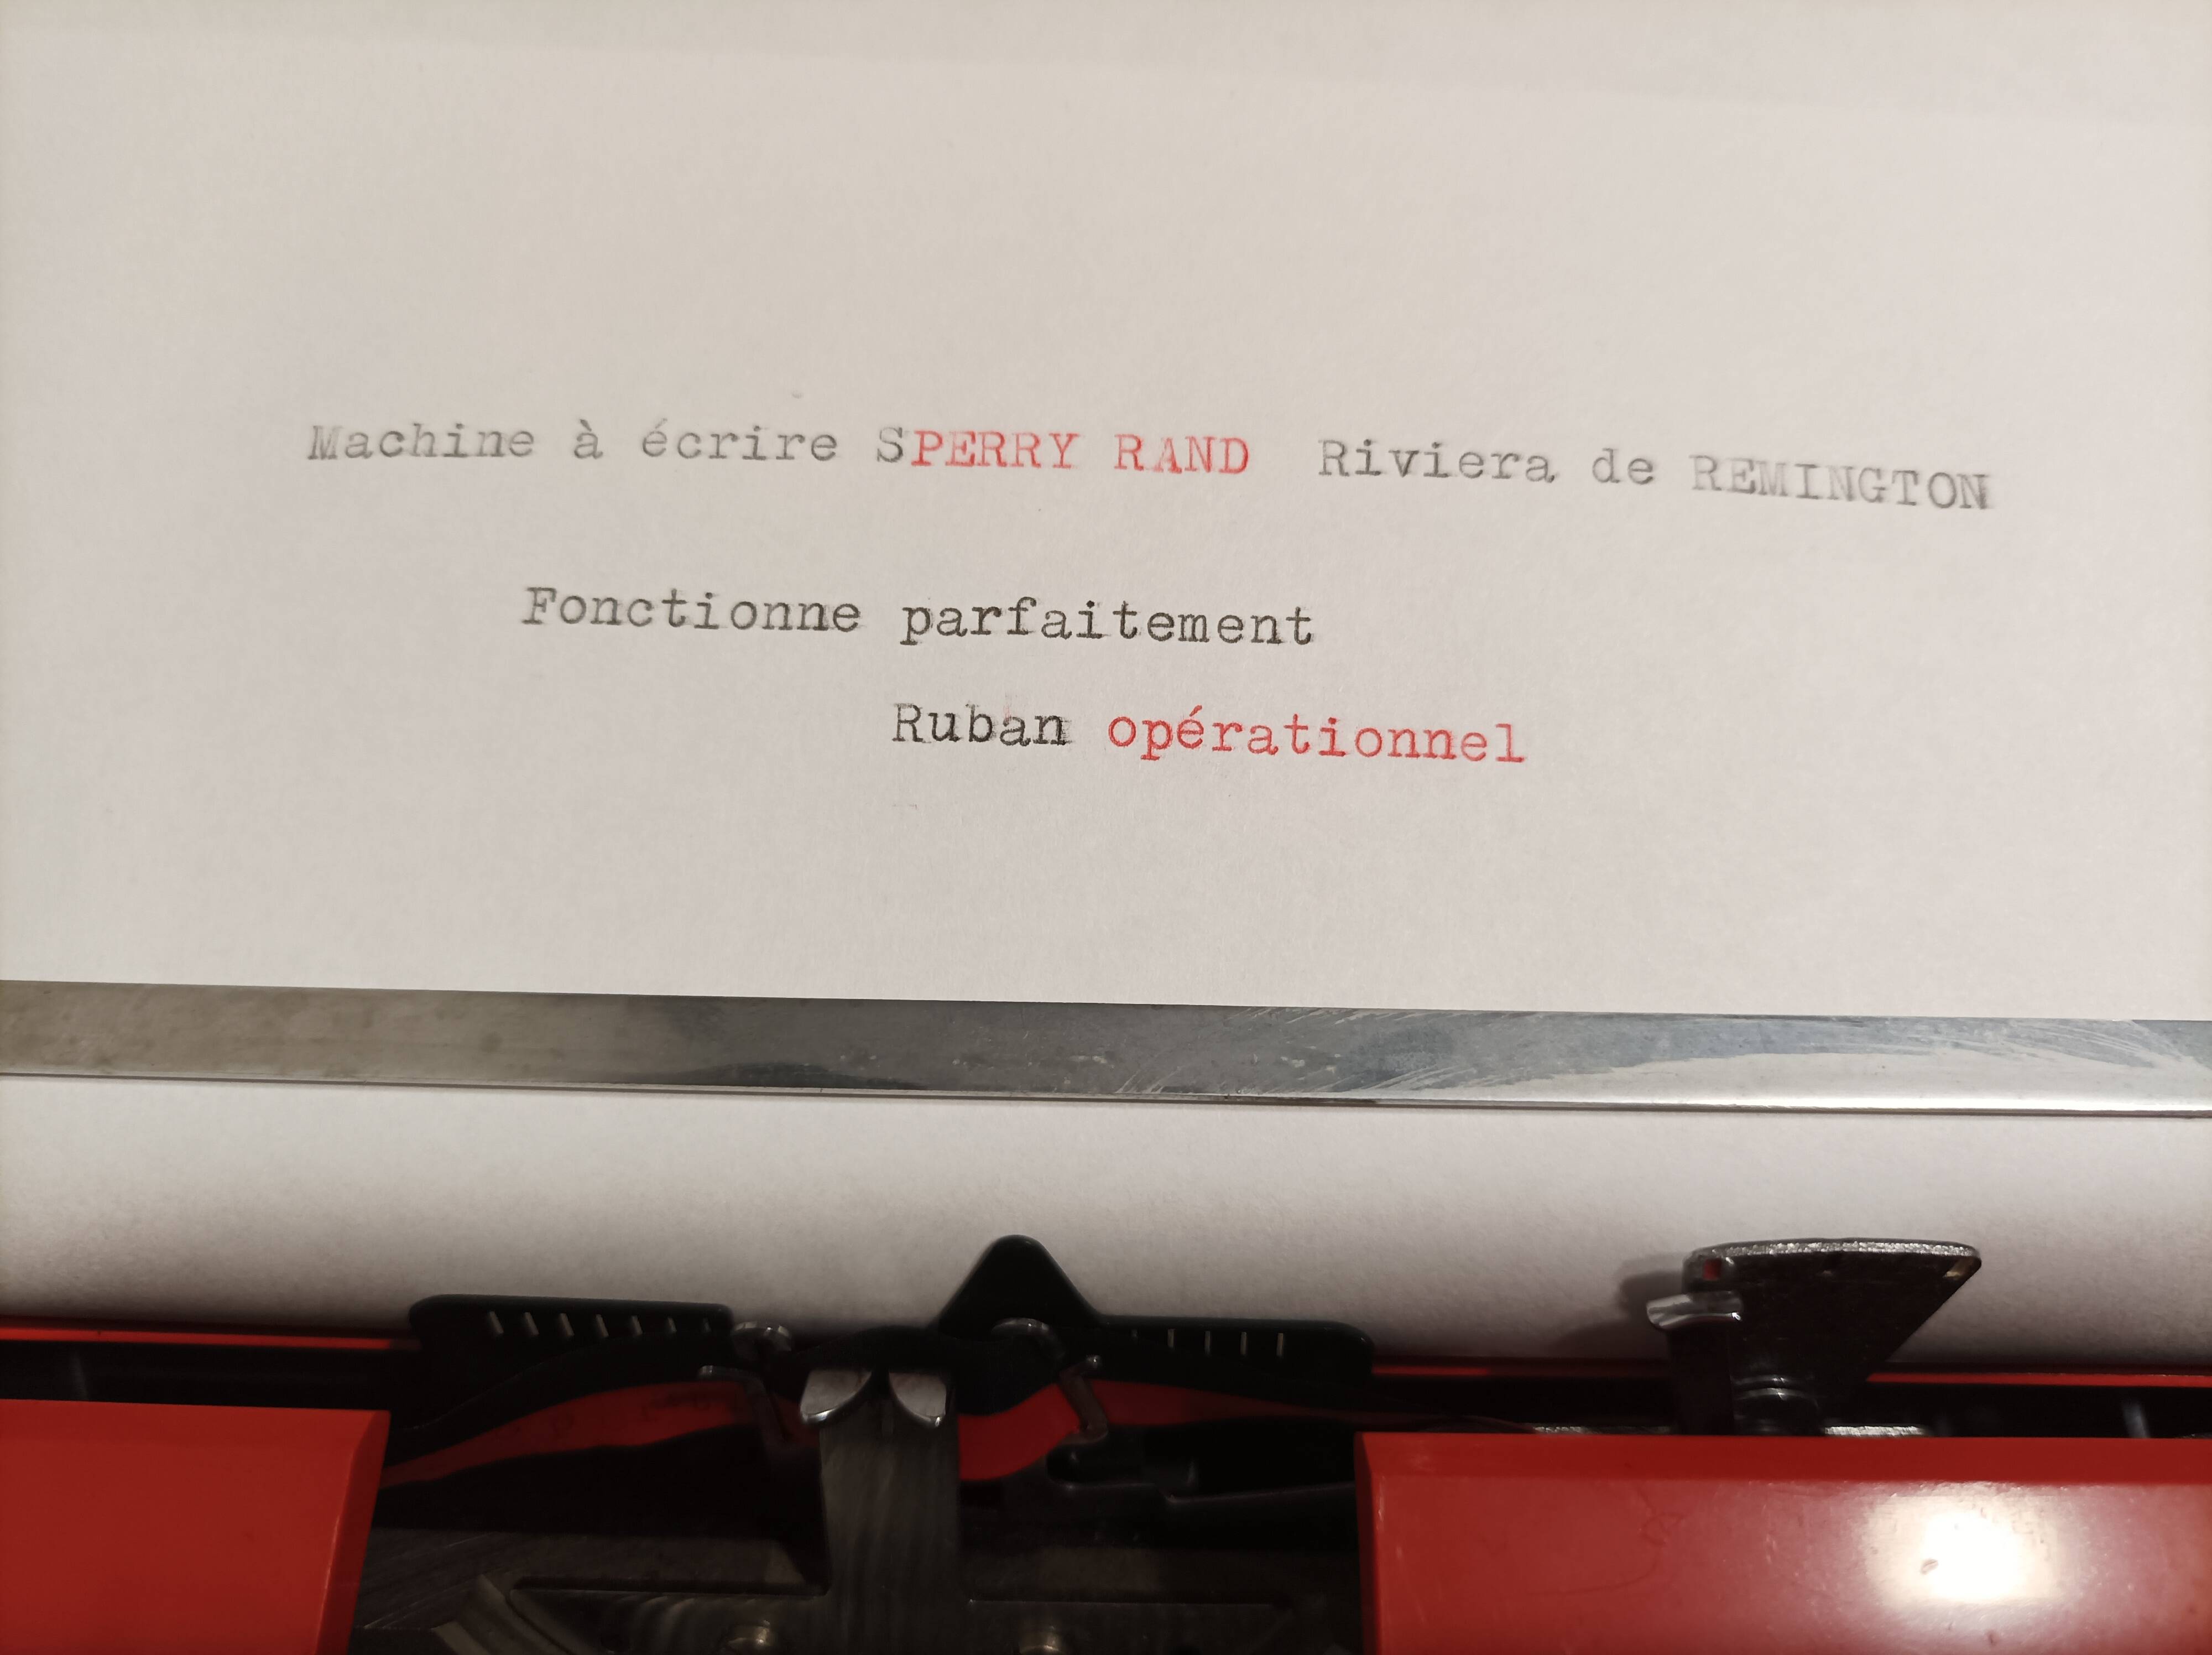 Machine à écrire SPERRY RAND Riviera de REMINGTON
Fonctionne parfaitement
Ruban opérationnel